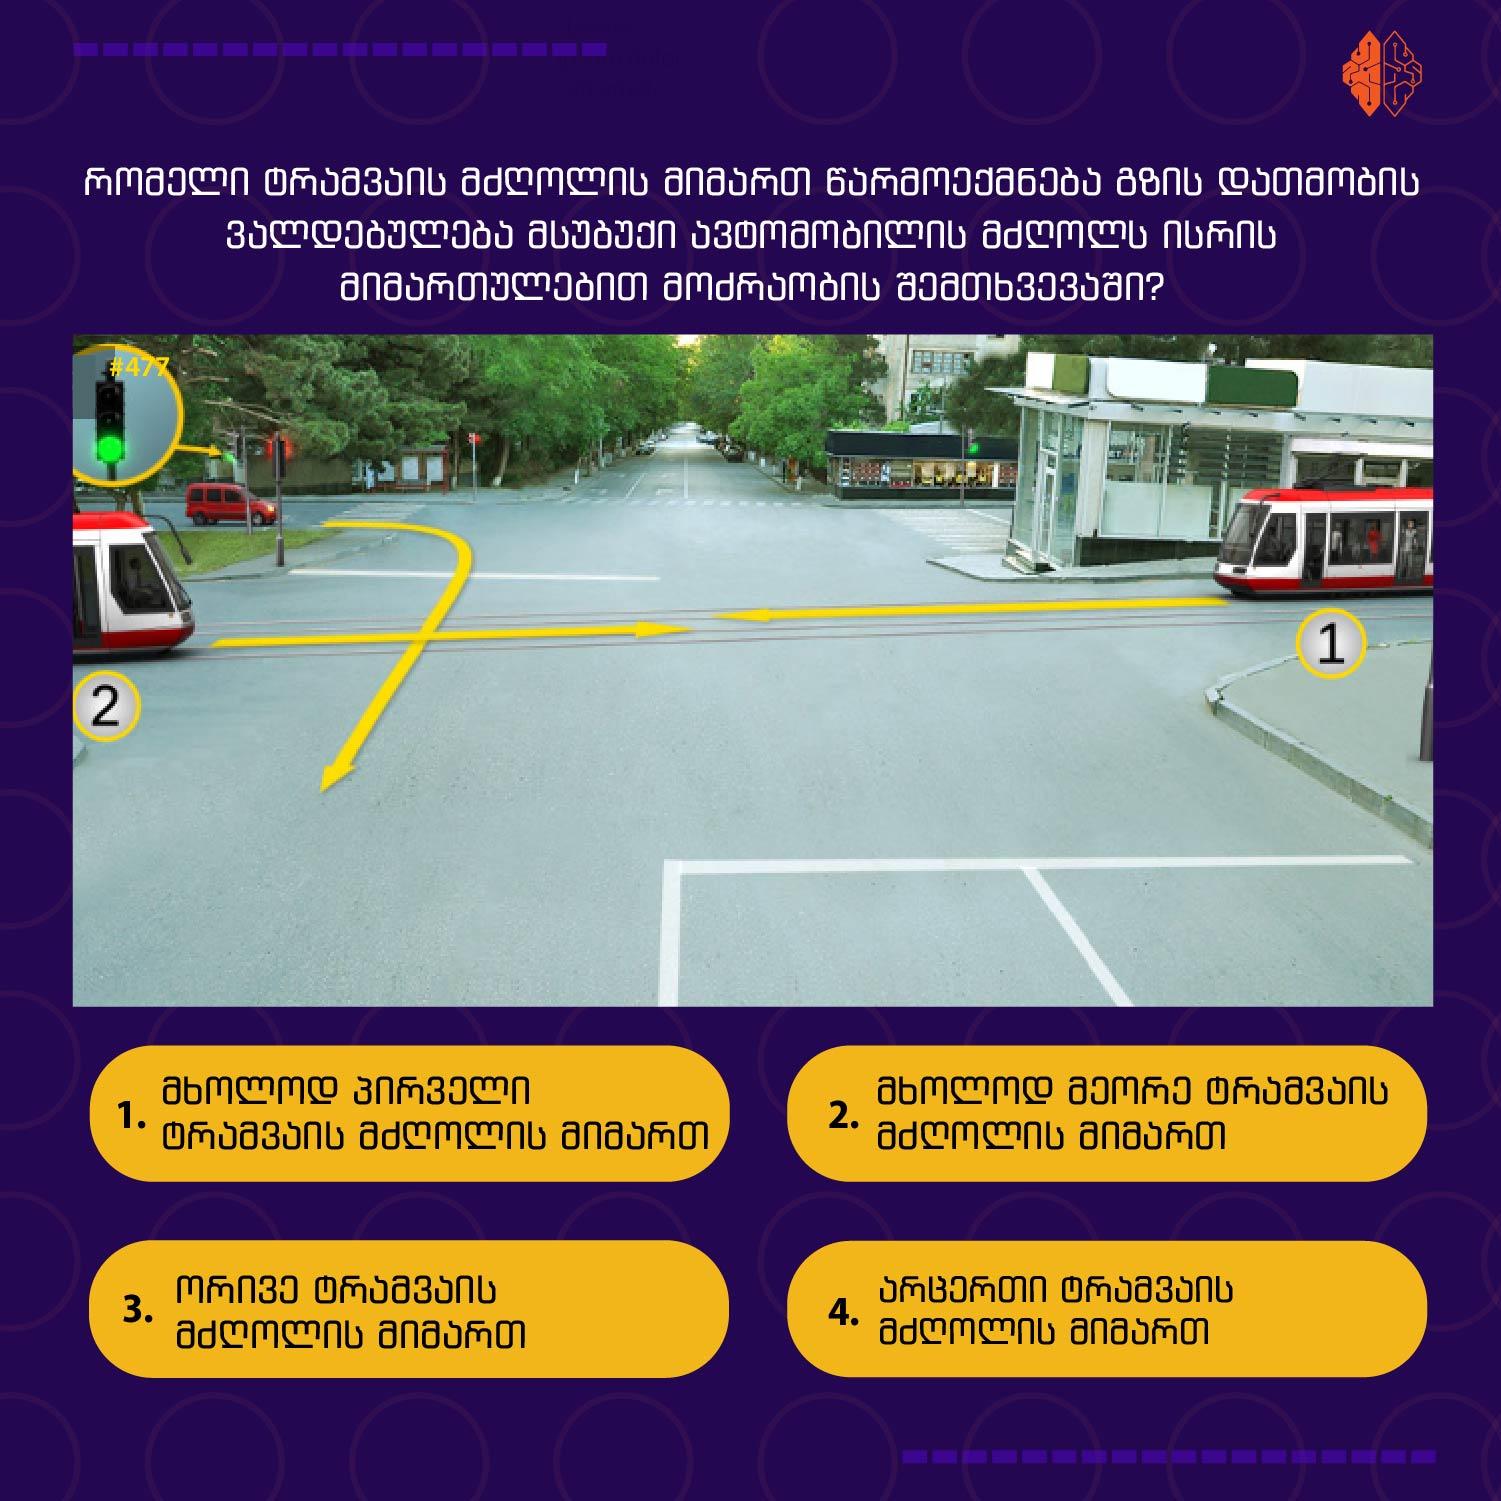 რომელი ტრამვაის მძღოლის მიმართ წარმოექმნება გზის დათმობის
ვალდებულება მსუბუქი ავტომობილის მძღოლს ისრის
მიმართულებით მოძრაობის შემთხვევაში?
#477
1
2
1. მხოლოდ პირველი
ტრამვაის მძღოლის მიმართ
2. მხოლოდ მეორე ტრამვაის
მძღოლის მიმართ
3. ორივე ტრამვაის
მძღოლის მიმართ
4. არცერთი ტრამვაის
მძღოლის მიმართ